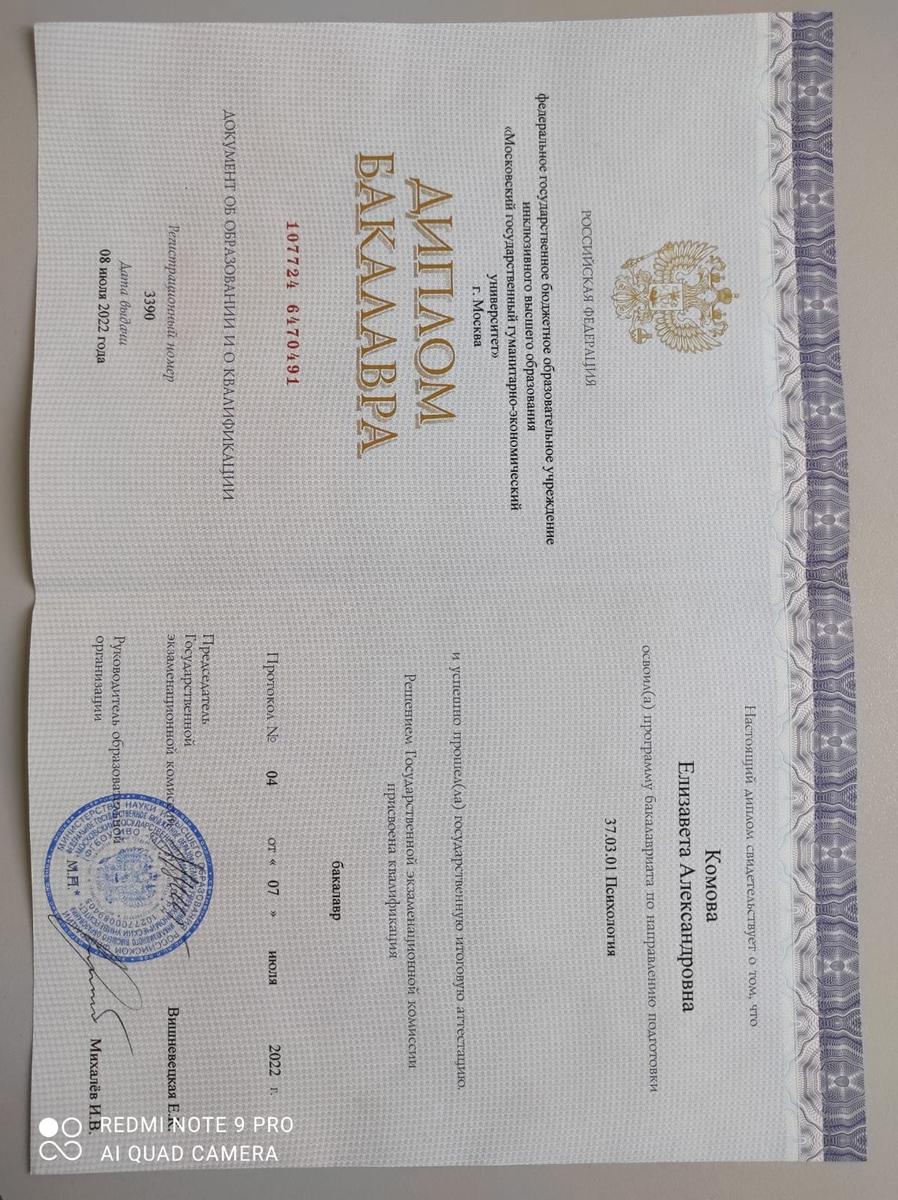 РОССИЙСКАЯ ФЕДЕРАЦИЯ
федеральное государственное бюджетное образовательное учреждение
инклюзивного высшего образования
«Московский государственный гуманитарно-экономический
университет»
г. Москва
ДИПЛОМ
БАКАЛАВРА
107724 6470491
ДОКУМЕНТ ОБ ОБРАЗОВАНИИ И О КВАЛИФИКАЦИИ
Регистрационный номер
3390
Дата выдачи
08 июля 2022 года
Настоящий диплом свидетельствует о том, что
Комова
Елизавета Александровна
освоил(а) программу бакалавриата по направлению подготовки
37.03.01 Психология
и успешно прошел(ла) государственную итоговую аттестацию.
Решением Государственной экзаменационной комиссии
присвоена квалификация
бакалавр
Протокол № 04 от « 07 » июля 2022 г.
Председатель
Государственной
экзаменационной
Вишневецкая Е.
Руководитель образовательной
организации
М.П.
Михалёв И.В.
REDMI NOTE 9 PRO
AI QUAD CAMERA